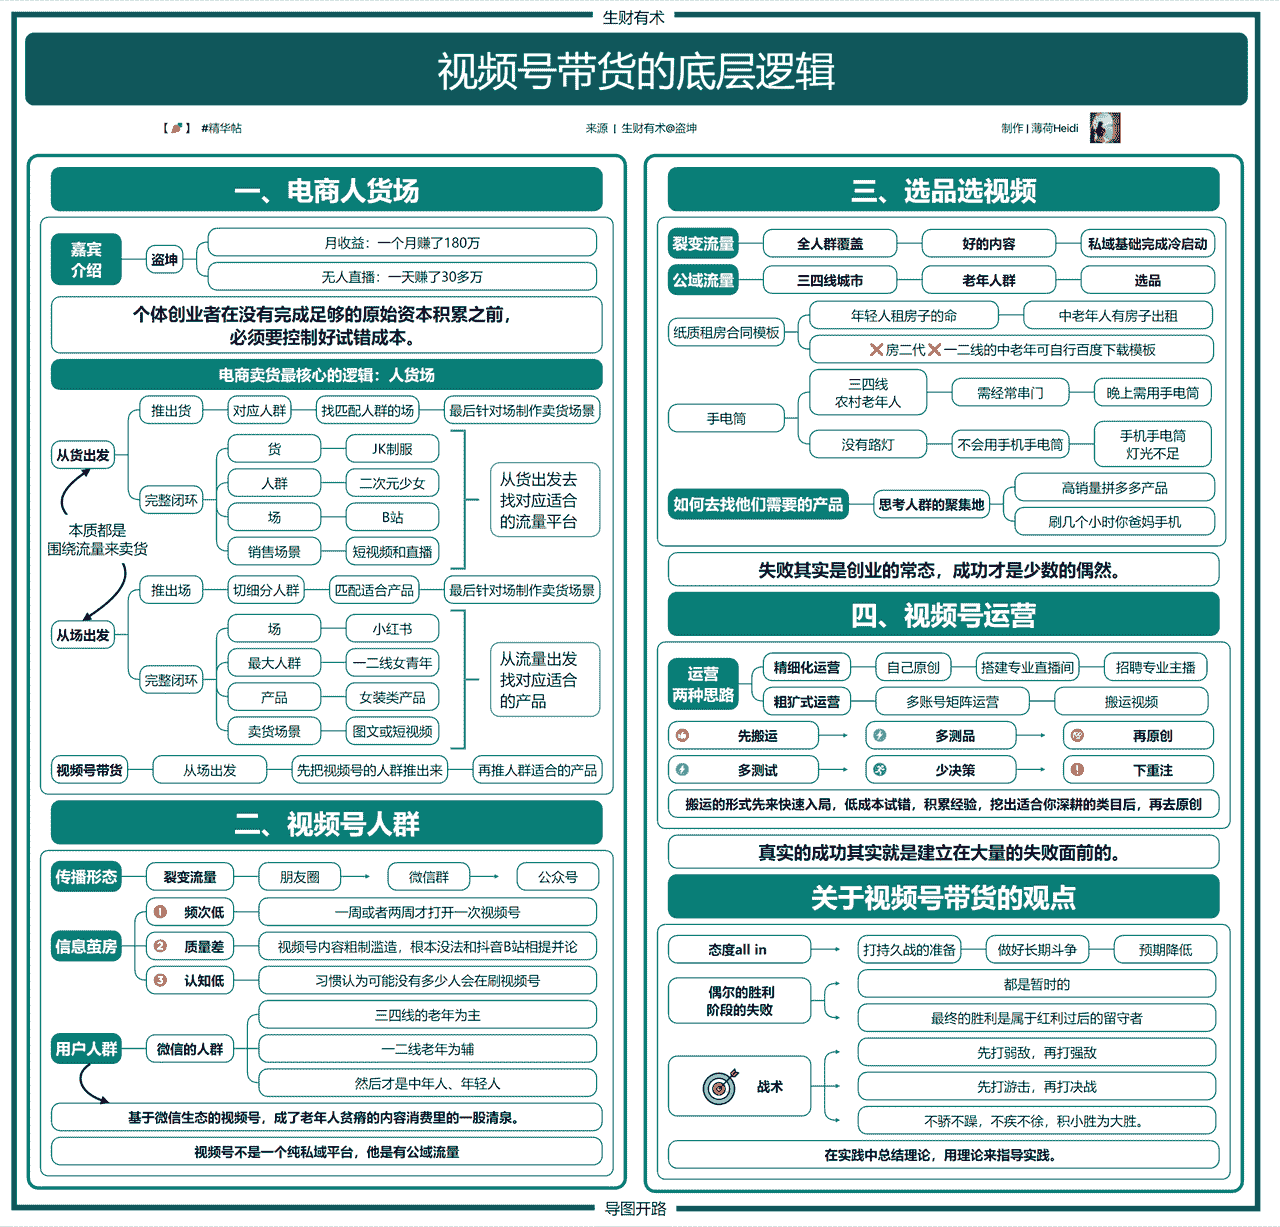 生财有术
视频号带货的底层逻辑
【 】 #精华帖
来源 | 生财有术@盗坤
制作 | 薄荷Heidi
一、电商人货场
嘉宾
介绍
盗坤
月收益：一个月赚了180万
无人直播：一天赚了30多万
个体创业者在没有完成足够的原始资本积累之前，
必须要控制好试错成本。
电商卖货最核心的逻辑：人货场
从货出发
推出货
对应人群
找匹配人群的场
最后针对场制作卖货场景
完整闭环
货
JK制服
人群
二次元少女
场
B站
销售场景
短视频和直播
从货出发去
找对应适合
的流量平台
本质都是
围绕流量来卖货
从场出发
推出场
切细分人群
匹配适合产品
最后针对场制作卖货场景
完整闭环
场
小红书
最大人群
一二线女青年
产品
女装类产品
卖货场景
图文或短视频
从流量出发
找对应适合
的产品
视频号带货
从场出发
先把视频号的人群推出来
再推人群适合的产品
二、视频号人群
传播形态
裂变流量
朋友圈
微信群
公众号
信息茧房
1 频次低
一周或者两周才打开一次视频号
2 质量差
视频号内容粗制滥造，根本没法和抖音B站相提并论
3 认知低
习惯认为可能没有多少人会在刷视频号
用户人群
微信的人群
三四线的老年为主
一二线老年为辅
然后才是中年人、年轻人
基于微信生态的视频号，成了老年人贫瘠的内容消费里的一股清泉。
视频号不是一个纯私域平台，他是有公域流量
三、选品选视频
裂变流量
全人群覆盖
好的内容
私域基础完成冷启动
公域流量
三四线城市
老年人群
选品
纸质租房合同模板
年轻人租房子的命
中老年人有房子出租
❌房二代❌一二线的中老年可自行百度下载模板
手电筒
三四线
农村老年人
需经常串门
晚上需用手电筒
没有路灯
不会用手机手电筒
手机手电筒
灯光不足
如何去找他们需要的产品
思考人群的聚集地
高销量拼多多产品
刷几个小时你爸妈手机
失败其实是创业的常态，成功才是少数的偶然。
四、视频号运营
运营
两种思路
精细化运营
自己原创
搭建专业直播间
招聘专业主播
粗犷式运营
多账号矩阵运营
搬运视频
先搬运
多测品
再原创
多测试
少决策
下重注
搬运的形式先来快速入局，低成本试错，积累经验，挖出适合你深耕的类目后，再去原创
真实的成功其实就是建立在大量的失败面前的。
关于视频号带货的观点
态度all in
打持久战的准备
做好长期斗争
预期降低
偶尔的胜利
阶段的失败
都是暂时的
最终的胜利是属于红利过后的留守者
战术
先打弱敌，再打强敌
先打游击，再打决战
不骄不躁，不疾不徐，积小胜为大胜。
在实践中总结理论，用理论来指导实践。
导图开路